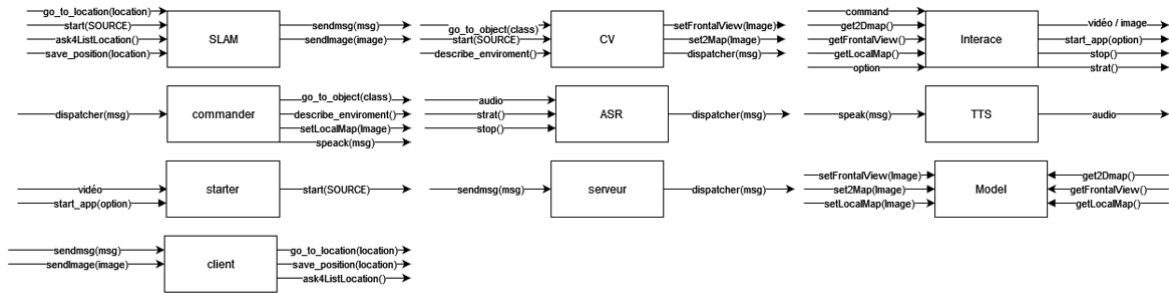 go_to_location(location)
start(SOURCE)
ask4ListLocation()
save_position(location)
SLAM
sendmsg(msg)
sendImage(image)
go_to_object(class)
start(SOURCE)
describe_enviroment()
CV
setFrontalView(Image)
set2Map(Image)
dispatcher(msg)
command
get2Dmap()
getFrontalView()
getLocalMap()
option
Interace
vidéo / image
start_app(option)
stop()
strat()
dispatcher(msg)
commander
go_to_object(class)
describe_enviroment()
setLocalMap(Image)
speack(msg)
audio
strat()
stop()
ASR
dispatcher(msg)
speak(msg)
TTS
audio
vidéo
start_app(option)
starter
start(SOURCE)
sendmsg(msg)
serveur
dispatcher(msg)
setFrontalView(Image)
set2Map(Image)
setLocalMap(Image)
Model
get2Dmap()
getFrontalView()
getLocalMap()
sendmsg(msg)
sendImage(image)
client
go_to_location(location)
save_position(location)
ask4ListLocation()